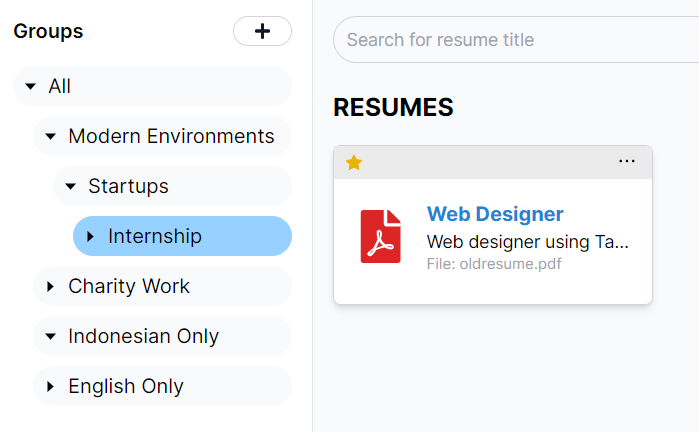 Groups
All
Modern Environments
Startups
Internship
Charity Work
Indonesian Only
English Only
Search for resume title
RESUMES
Web Designer
Web designer using Ta...
File: oldresume.pdf